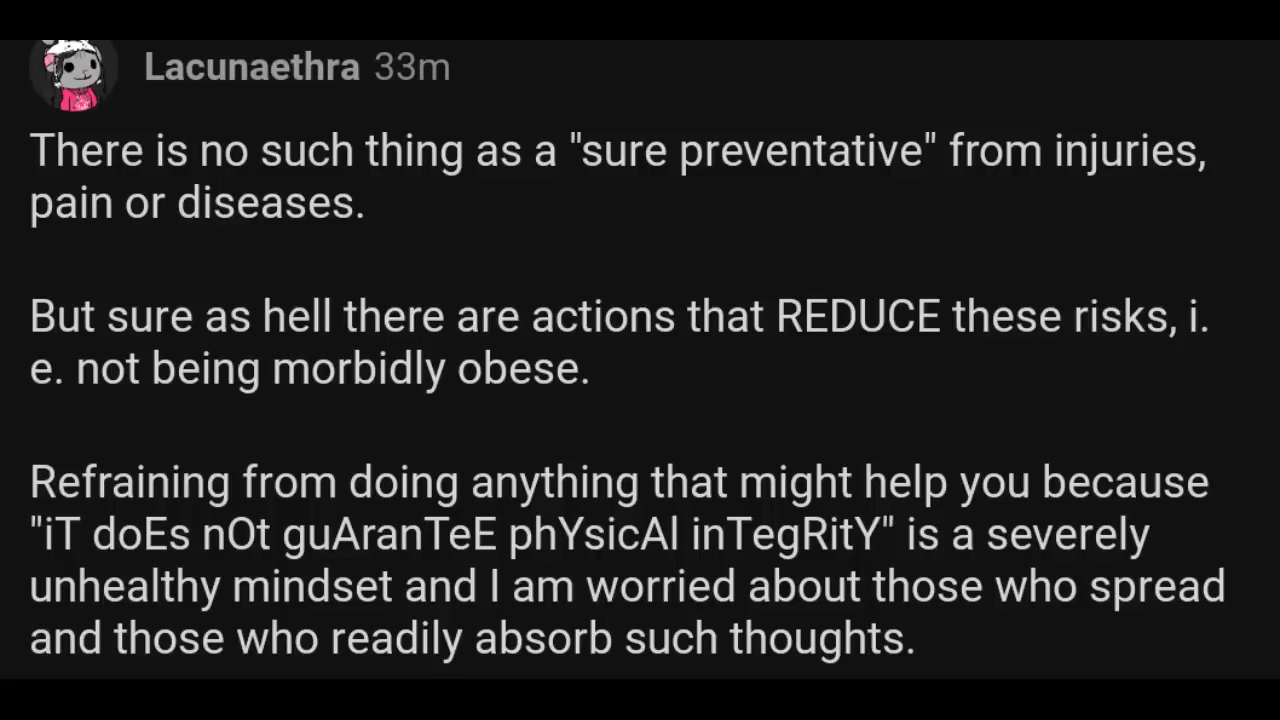 Lacunaethra 33m
There is no such thing as a "sure preventative" from injuries,
pain or diseases.
But sure as hell there are actions that REDUCE these risks, i.
e. not being morbidly obese.
Refraining from doing anything that might help you because
"iT doEs nOt guAranTeE phYsicAl inTegRitY" is a severely
unhealthy mindset and I am worried about those who spread
and those who readily absorb such thoughts.